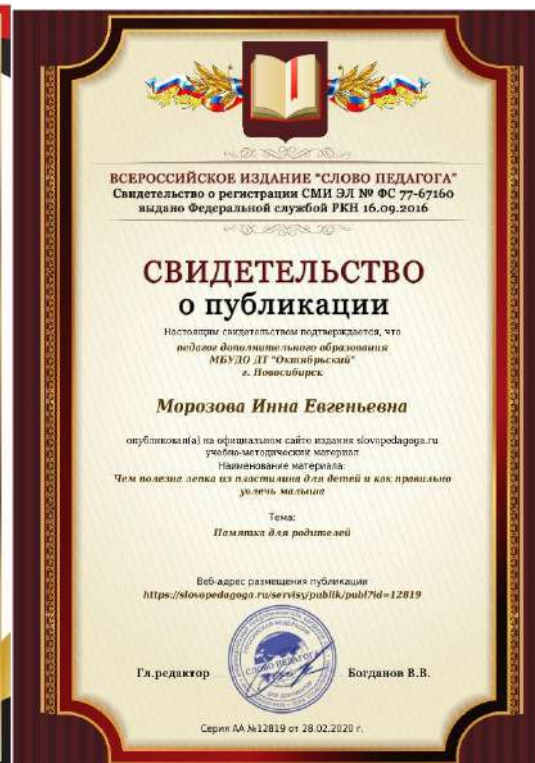 ВСЕРОССИЙСКОЕ ИЗДАНИЕ "СЛОВО ПЕДАГОГА"
Свидетельство о регистрации СМИ ЭЛ № ФС 77-67160
выдано Федеральной службой РКН 16.09.2016
СВИДЕТЕЛЬСТВО
о публикации
Настоящим свидетельством подтверждается, что
педагог дополнительного образования
МБУДО ДТ "Октябрьский"
г. Новосибирск
Морозова Инна Евгеньевна
опубликовал(а) на официальном сайте издания slovopedagoga.ru
учебно-методический материал
Наименование материала:
Чем полезна лепка из пластилина для детей и как правильно
увлечь малыша
Тема:
Памятка для родителей
Веб-адрес размещения публикации
https://slovopedagoga.ru/servisy/publik/publ?id=12819
СЛОВО ПЕДАГОГА
Гл.редактор
Богданов В.В.
Серия АА №12819 от 28.02.2020 г.